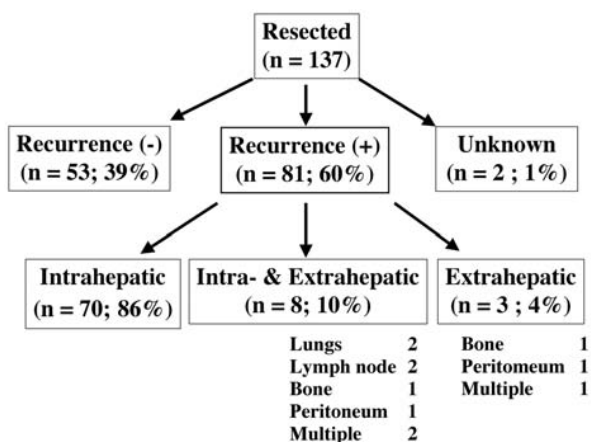 Resected
(n = 137)
Recurrence (-)
(n = 53; 39%)
Recurrence (+)
(n = 81; 60%)
Unknown
(n = 2 ; 1%)
Intrahepatic
(n = 70; 86%)
Intra- & Extrahepatic
(n = 8; 10%)
Extrahepatic
(n = 3 ; 4%)
Lungs 2
Lymph node 2
Bone 1
Peritoneum 1
Multiple 2
Bone 1
Peritomeum 1
Multiple 1